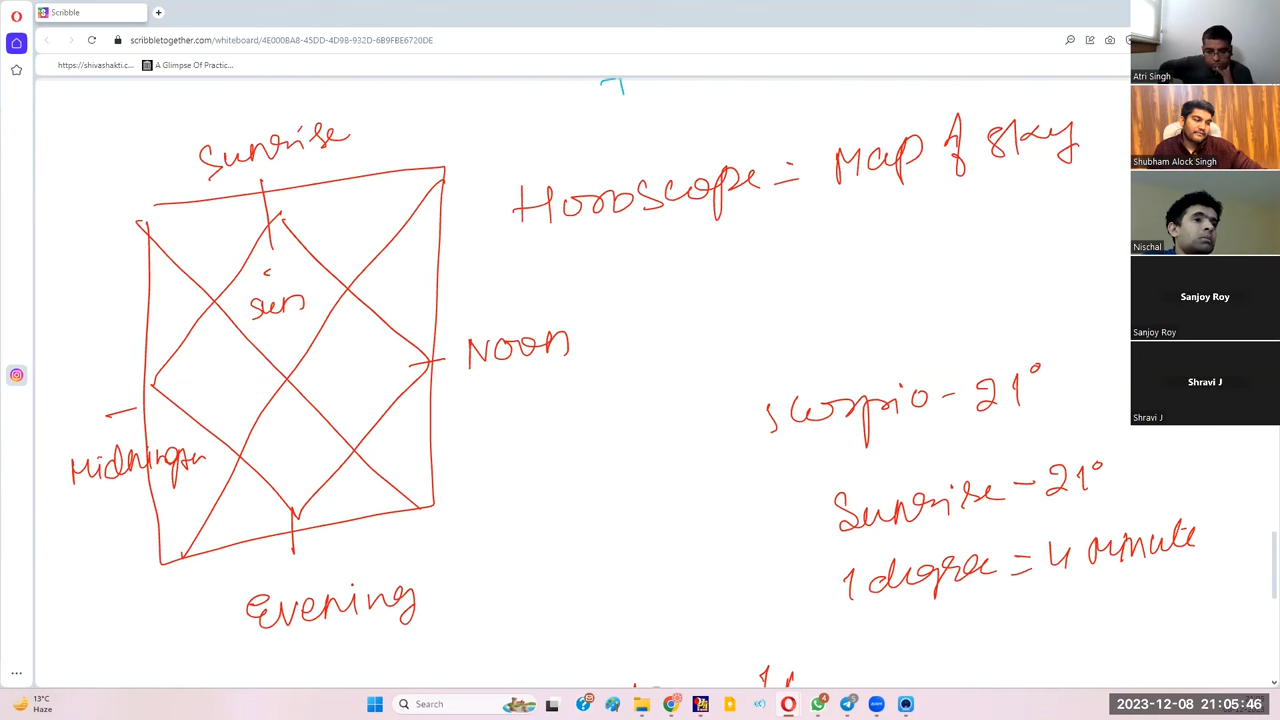 Scribble
scribbletogether.com/whiteboard/4E000BA8-45DD-4D9B-932D-6B9FBE6720DE
https://shivashakti.c...
A Glimpse Of Practic...
Sunrise
Horoscope = Map of sky
sun
Noon
Scorpio - 21°
Sunrise - 21°
1 degree = 4 minute
Evening
Atri Singh
Shubham Alock Singh
Nischal
Sanjoy Roy
Sanjoy Roy
Shravi J
Shravi J
13°C
Haze
Search
4
2023-12-08 21:05:46